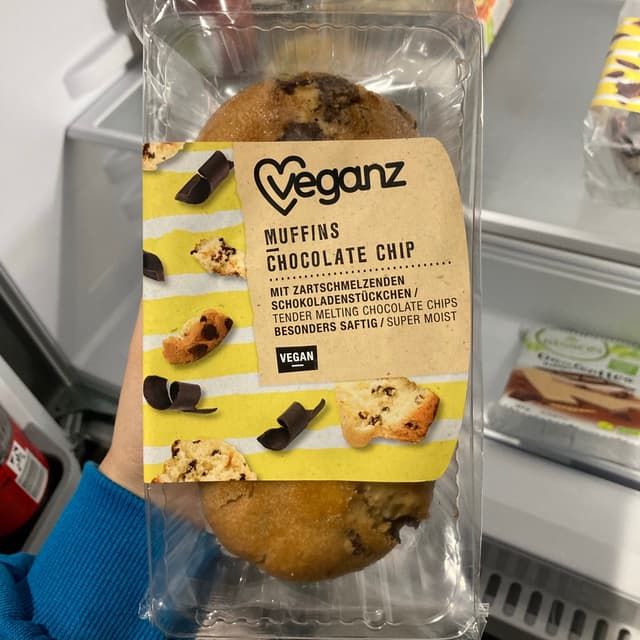 Veganz
MUFFINS
CHOCOLATE CHIP
MIT ZARTSCHMELZENDEN
SCHOKOLADENSTÜCKCHEN /
TENDER MELTING CHOCOLATE CHIPS
BESONDERS SAFTIG / SUPER MOIST
VEGAN